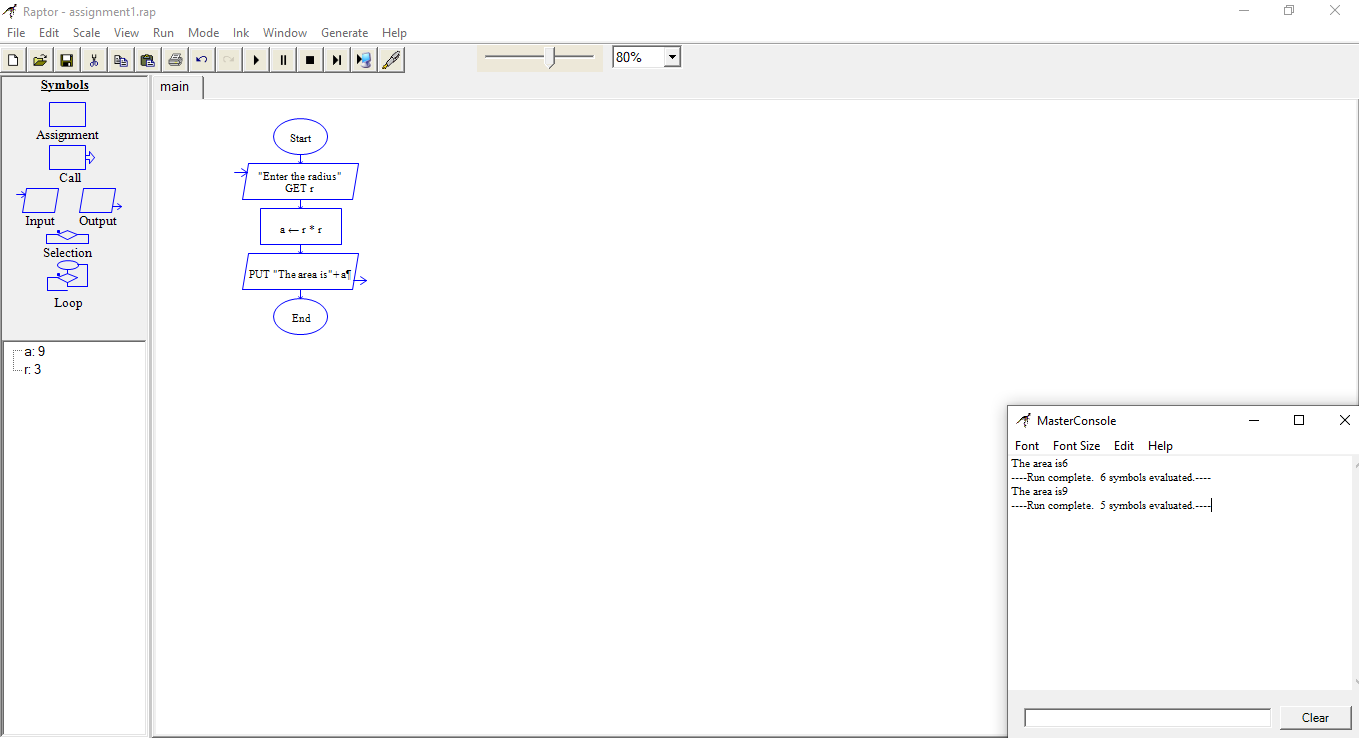 Raptor - assignment1.rap
File Edit Scale View Run Mode Ink Window Generate Help
80%
Symbols
Assignment
Call
Input Output
Selection
Loop
a: 9
r: 3
main
Start
"Enter the radius"
GET r
a ← r * r
PUT "The area is"+a¶
End
MasterConsole
Font Font Size Edit Help
The area is6
----Run complete. 6 symbols evaluated.----
The area is9
----Run complete. 5 symbols evaluated.----
Clear